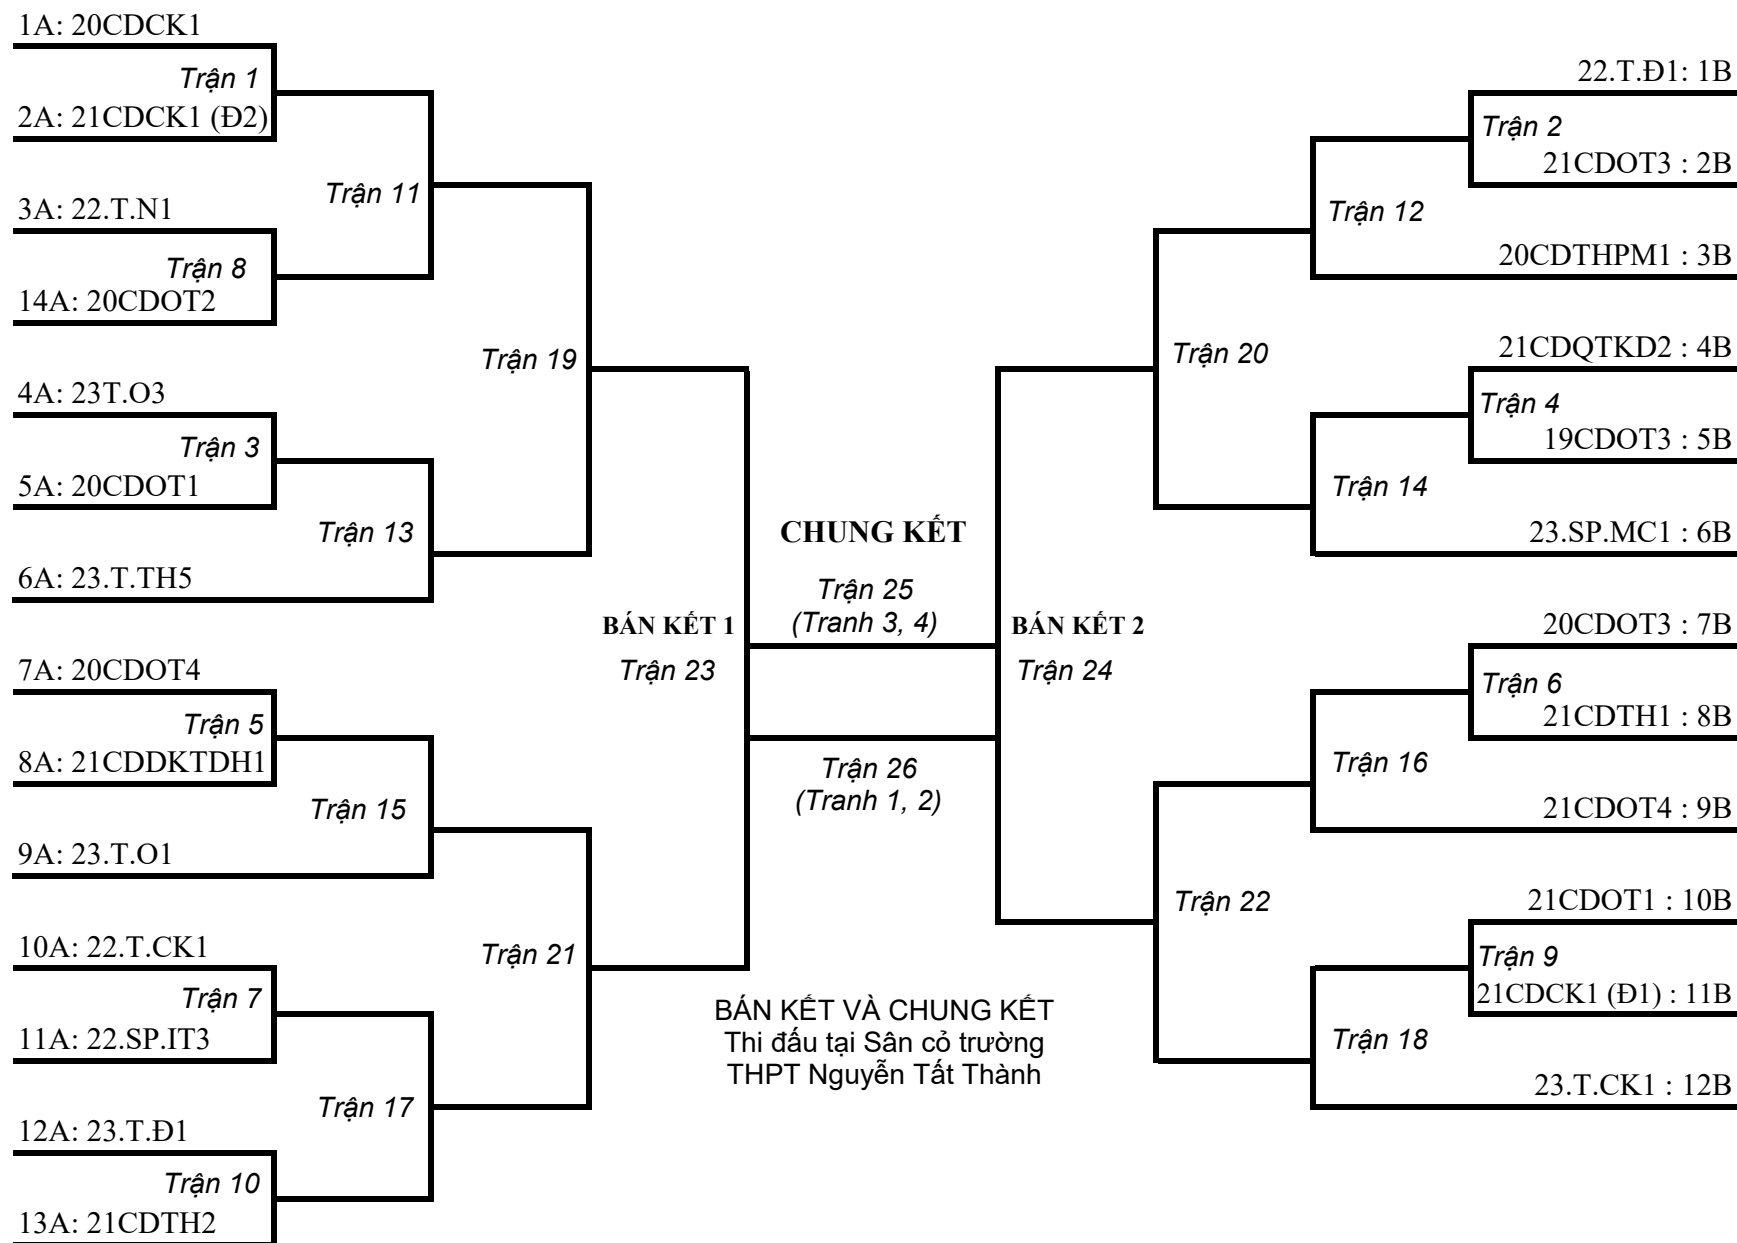 1A: 20CDCK1
Trận 1
2A: 21CDCK1 (Đ2)
Trận 11
3A: 22.T.N1
Trận 8
14A: 20CDOT2
Trận 19
4A: 23T.O3
Trận 3
5A: 20CDOT1
Trận 13
6A: 23.T.TH5
BÁN KẾT 1
Trận 23
7A: 20CDOT4
Trận 5
8A: 21CDDKTDH1
Trận 15
9A: 23.T.O1
10A: 22.T.CK1
Trận 21
Trận 7
11A: 22.SP.IT3
Trận 17
12A: 23.T.Đ1
Trận 10
13A: 21CDTH2
CHUNG KẾT
Trận 25
(Tranh 3, 4)
Trận 26
(Tranh 1, 2)
BÁN KẾT VÀ CHUNG KẾT
Thi đấu tại Sân cỏ trường
THPT Nguyễn Tất Thành
22.T.Đ1: 1B
Trận 2
21CDOT3 : 2B
Trận 12
20CDTHPM1 : 3B
Trận 20
21CDQTKD2 : 4B
Trận 4
19CDOT3 : 5B
Trận 14
23.SP.MC1 : 6B
BÁN KẾT 2
Trận 24
20CDOT3 : 7B
Trận 6
21CDTH1 : 8B
Trận 16
21CDOT4 : 9B
Trận 22
21CDOT1 : 10B
Trận 9
21CDCK1 (Đ1) : 11B
Trận 18
23.T.CK1 : 12B